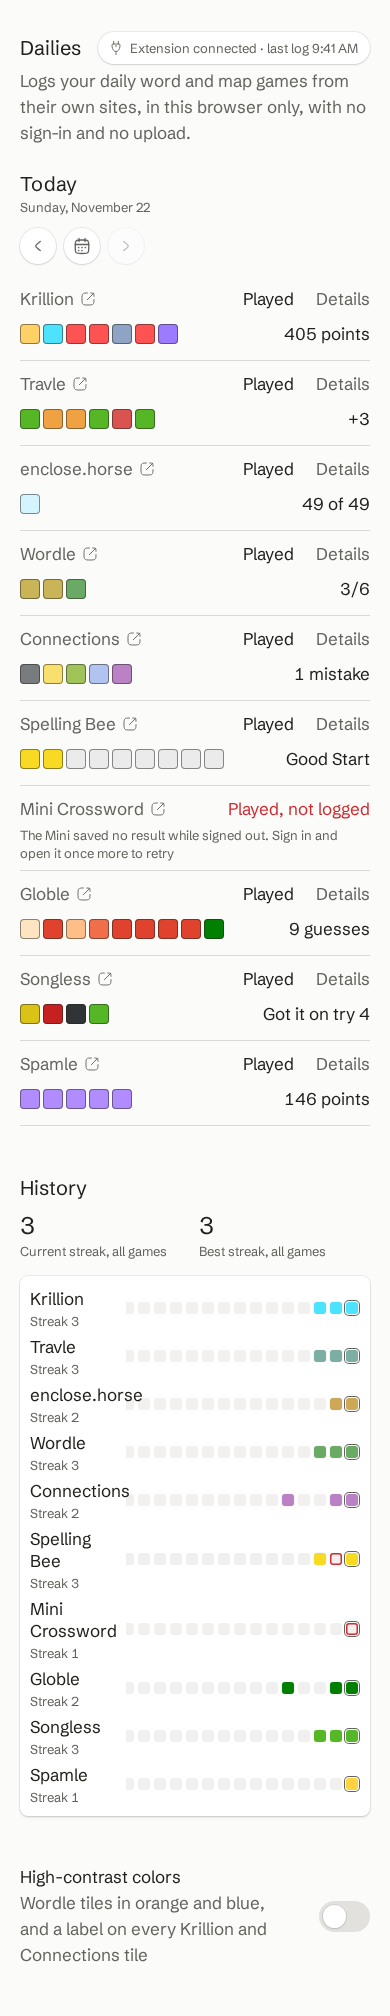 Dailies
Extension connected · last log 9:41 AM
Logs your daily word and map games from
their own sites, in this browser only, with no
sign-in and no upload.
Today
Sunday, November 22
Krillion Played Details
405 points
Travle Played Details
+3
enclose.horse Played Details
49 of 49
Wordle Played Details
3/6
Connections Played Details
1 mistake
Spelling Bee Played Details
Good Start
Mini Crossword Played, not logged
The Mini saved no result while signed out. Sign in and
open it once more to retry
Globle Played Details
9 guesses
Songless Played Details
Got it on try 4
Spamle Played Details
146 points
History
3 3
Current streak, all games Best streak, all games
Krillion
Streak 3
Travle
Streak 3
enclose.horse
Streak 2
Wordle
Streak 3
Connections
Streak 2
Spelling
Bee
Streak 3
Mini
Crossword
Streak 1
Globle
Streak 2
Songless
Streak 3
Spamle
Streak 1
High-contrast colors
Wordle tiles in orange and blue,
and a label on every Krillion and
Connections tile